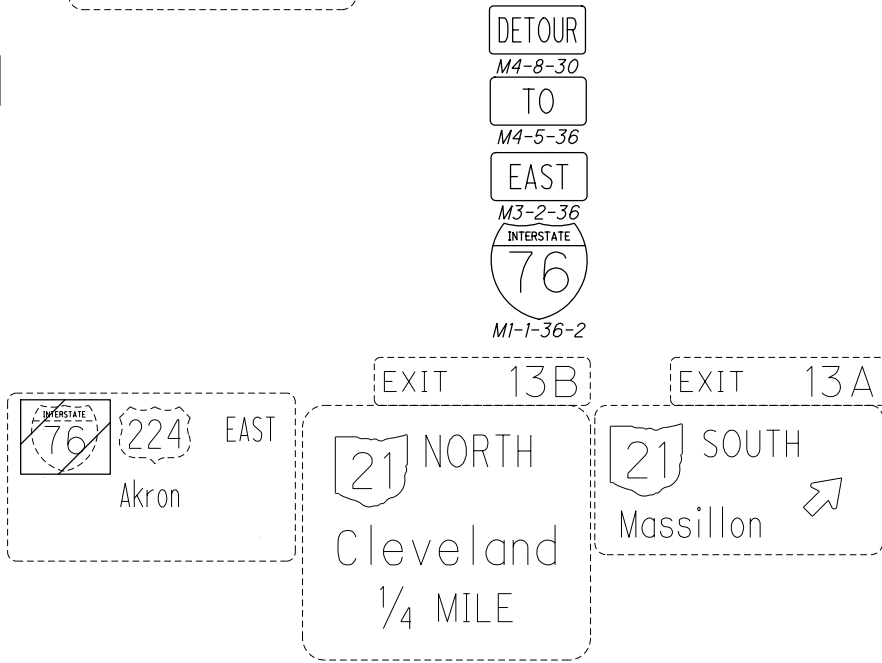 DETOUR
M4-8-30
TO
M4-5-36
EAST
M3-2-36
INTERSTATE
76
M1-1-36-2
INTERSTATE
76
224
EAST
Akron
EXIT 13B
21 NORTH
Cleveland
1/4 MILE
EXIT 13A
21 SOUTH
Massillon